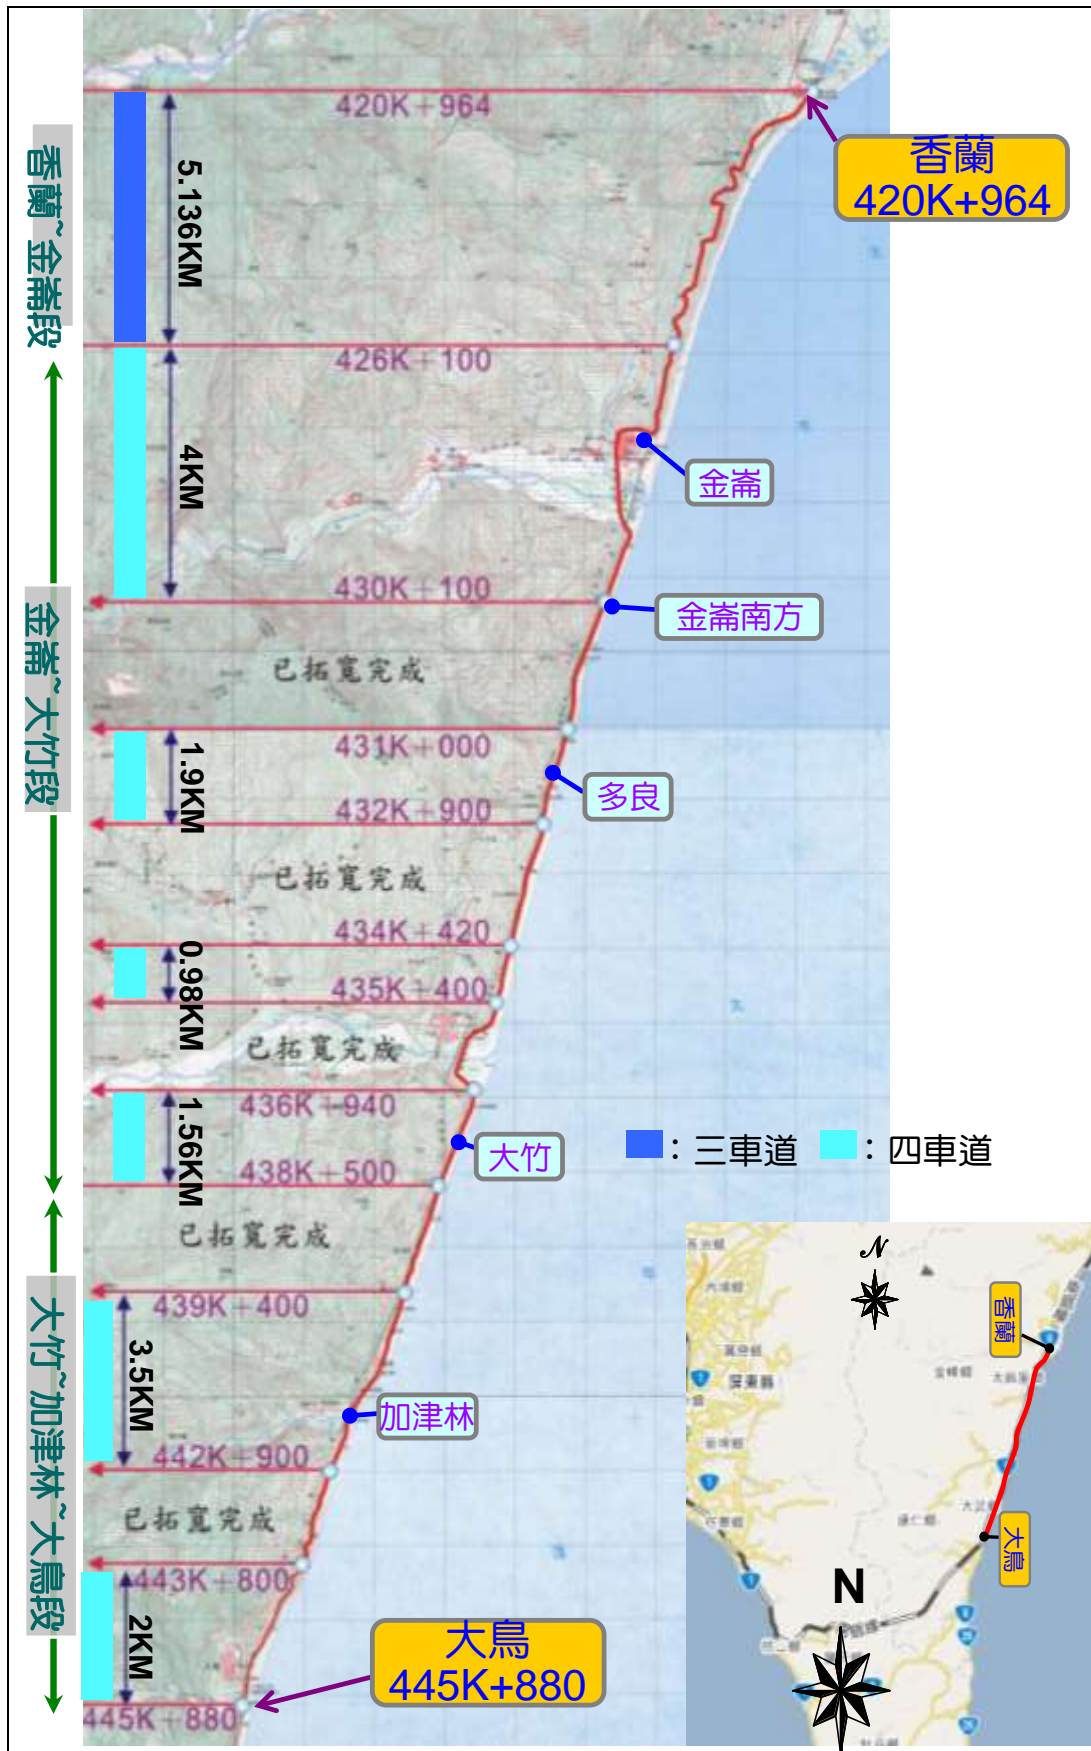 420K+964
香蘭
420K+964
香蘭~金崙段
5.136KM
426K+100
4KM
金崙
430K+100
金崙南方
已拓寬完成
金崙~大竹段
431K+000
1.9KM
多良
432K+900
已拓寬完成
434K+420
0.98KM
435K+400
已拓寬完成
436K+940
1.56KM
大竹
：三車道
：四車道
438K+500
已拓寬完成
439K+400
大竹~加津林~大鳥段
3.5KM
加津林
442K+900
已拓寬完成
443K+800
2KM
大鳥
445K+880
445K+880
N
香蘭
大鳥
屏東縣
N